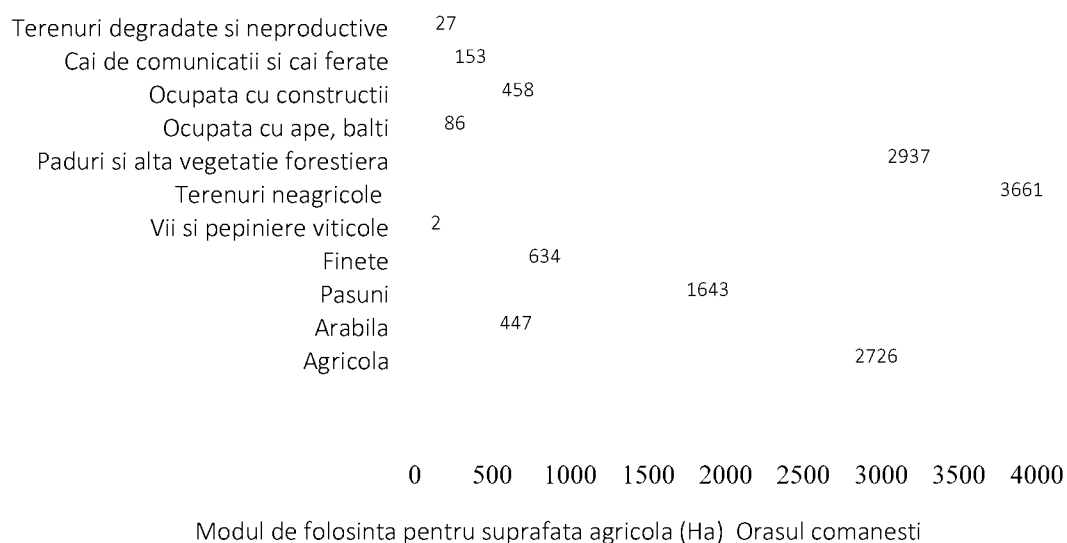 Terenuri degradate si neproductive 27
Cai de comunicatii si cai ferate 153
Ocupata cu constructii 458
Ocupata cu ape, balti 86
Paduri si alta vegetatie forestiera 2937
Terenuri neagricole 3661
Vii si pepiniere viticole 2
Finete 634
Pasuni 1643
Arabila 447
Agricola 2726
0 500 1000 1500 2000 2500 3000 3500 4000
Modul de folosinta pentru suprafata agricola (Ha) Orasul comanesti